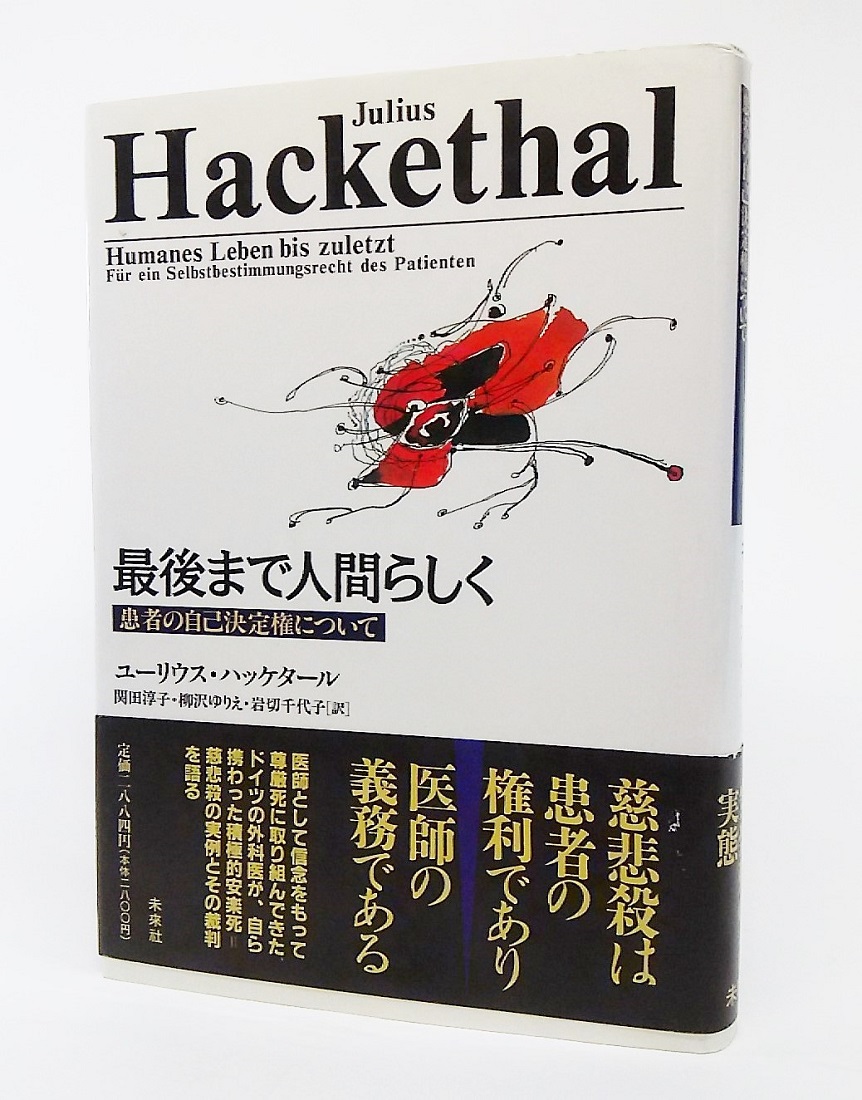 Julius
Hackethal
Humanes Leben bis zuletzt
Für ein Selbstbestimmungsrecht des Patienten
最後まで人間らしく
患者の自己決定権について
ユーリウス・ハッケタール
関田淳子・柳沢ゆりえ・岩切千代子[訳]
慈悲殺は
患者の
権利であり
医師の
義務である
医師として信念をもって
尊厳死に取り組んできた
ドイツの外科医が、自ら
携わった積極的安楽死＝
慈悲殺の実例とその裁判
を語る
未来社
定価二八八四円(本体二八〇〇円)
実態
未